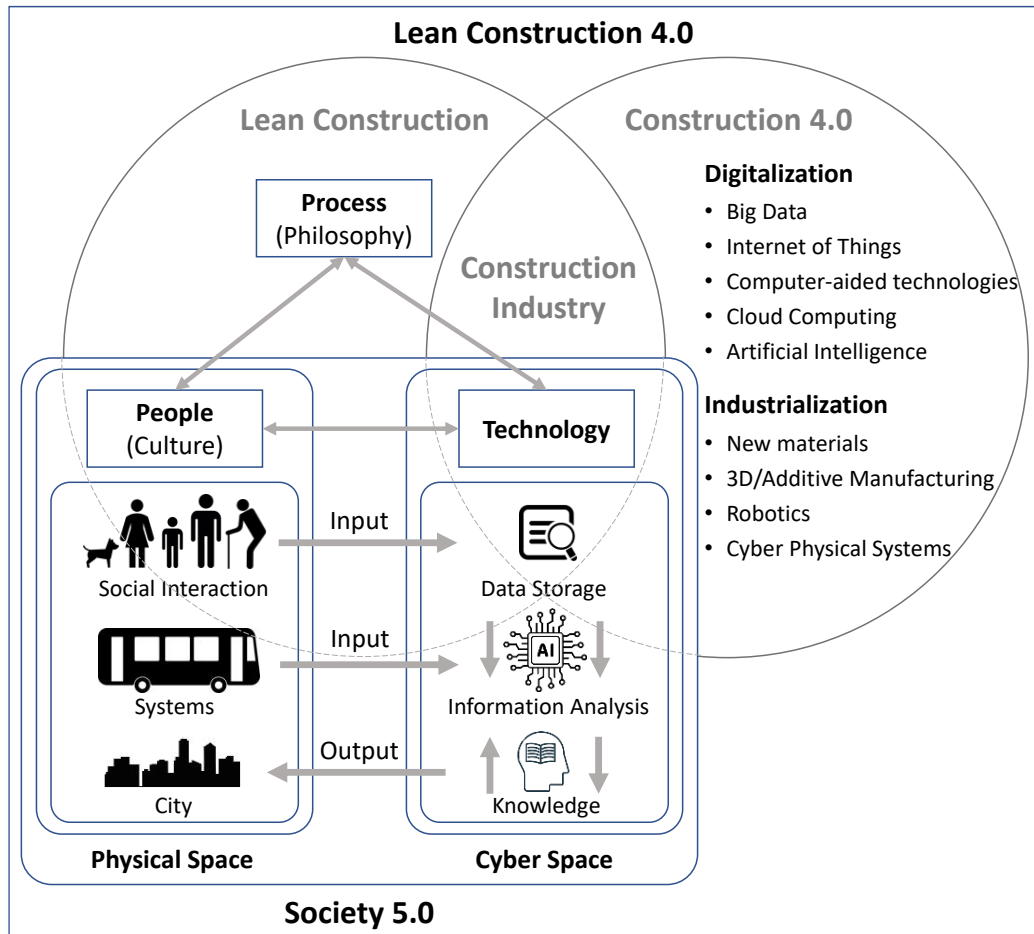 Lean Construction 4.0
Lean Construction
Construction 4.0
Process
(Philosophy)
Construction
Industry
Digitalization
• Big Data
• Internet of Things
• Computer-aided technologies
• Cloud Computing
• Artificial Intelligence
Industrialization
• New materials
• 3D/Additive Manufacturing
• Robotics
• Cyber Physical Systems
People
(Culture)
Technology
Input
Social Interaction
Data Storage
Input
AI
Systems
Information Analysis
Output
City
Knowledge
Physical Space
Cyber Space
Society 5.0